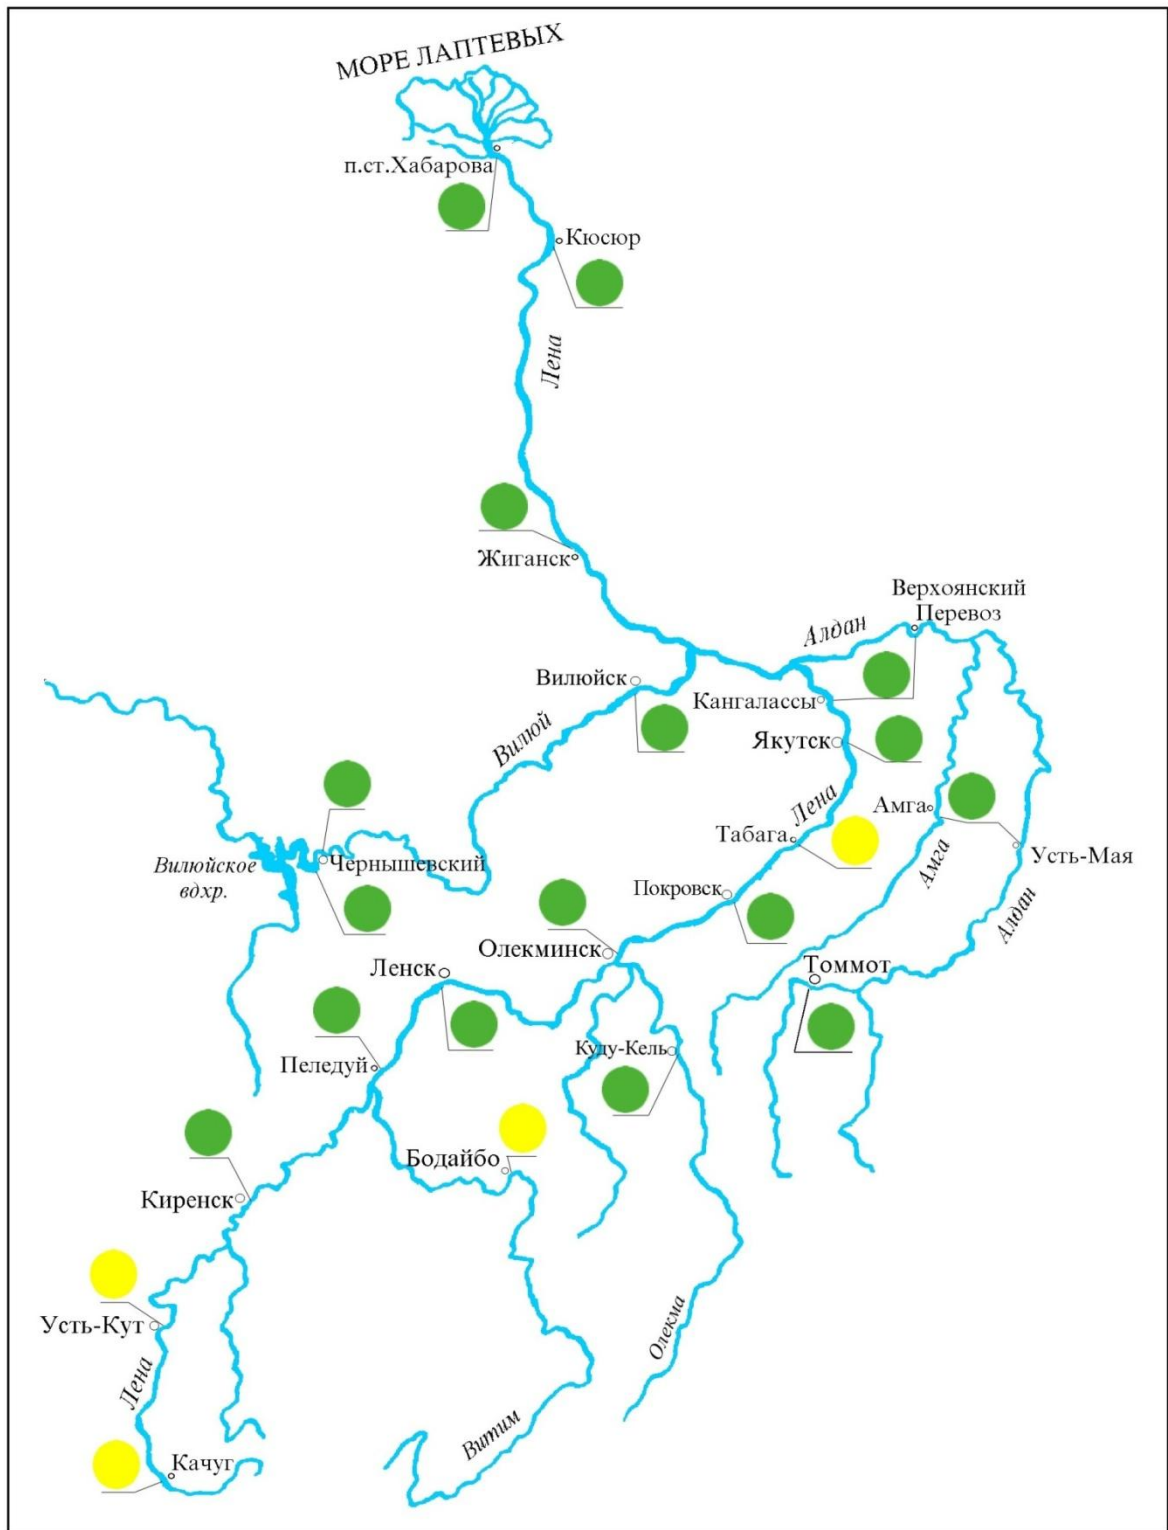 МОРЕ ЛАПТЕВЫХ
п.ст.Хабарова
Кюсюр
Лена
Жиганск
Верхоянский
Перевоз
Алдан
Вилюйск
Кангалассы
Якутск
Вилюй
Лена
Амга
Табага
Усть-Мая
Амга
Чернышевский
Вилюйское
вдхр.
Покровск
Алдан
Олекминск
Ленск
Томмот
Куду-Кель
Пеледуй
Бодайбо
Киренск
Усть-Кут
Олекма
Лена
Витим
Качуг